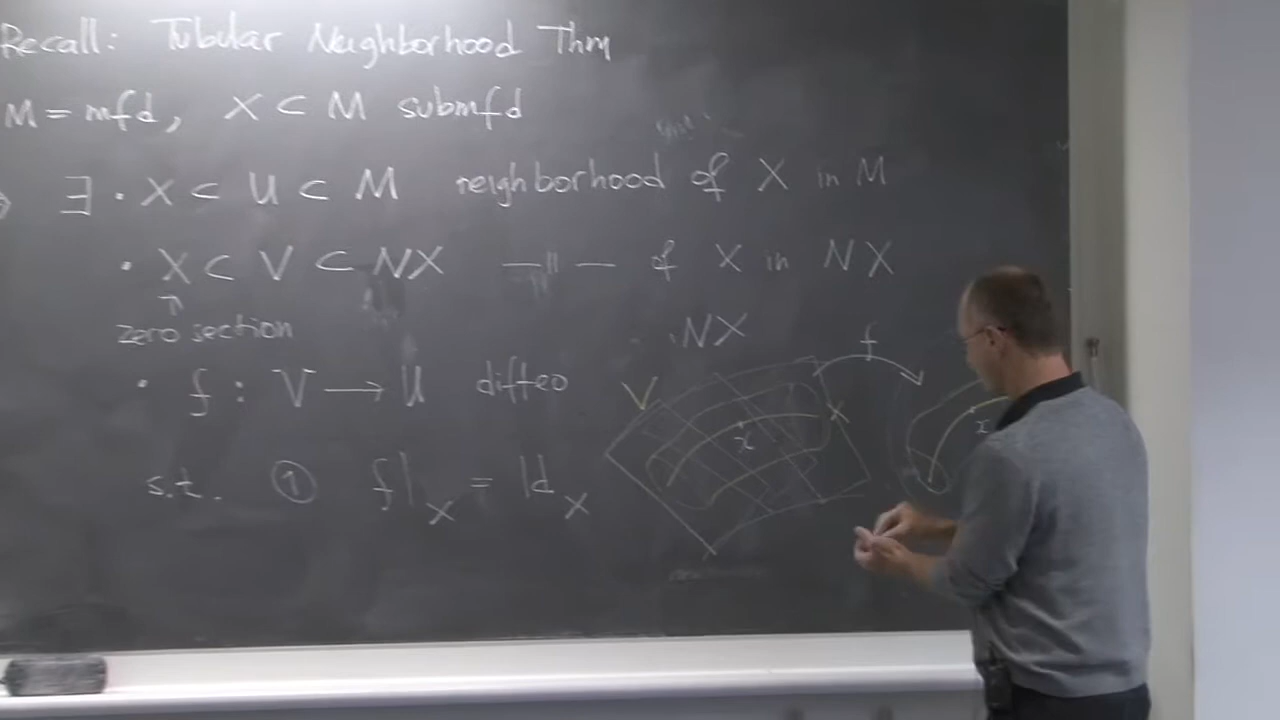 Recall: Tubular Neighborhood Thm
M = mfd, X ⊂ M submfd
⇒ ∃ • X ⊂ U ⊂ M neighborhood of X in M
• X ⊂ V ⊂ NX —||— of X in NX
↑
zero section
• f : V → U diffeo
s.t. ① f|_X = Id_X
NX
f
V
X
x
x